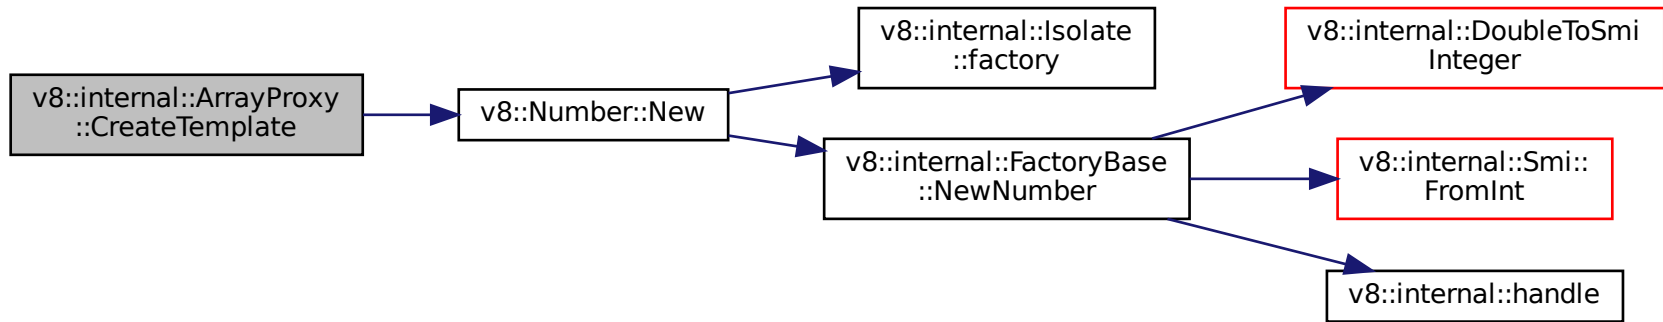 v8::internal::ArrayProxy
::CreateTemplate
v8::Number::New
v8::internal::Isolate
::factory
v8::internal::FactoryBase
::NewNumber
v8::internal::DoubleToSmi
Integer
v8::internal::Smi::
FromInt
v8::internal::handle